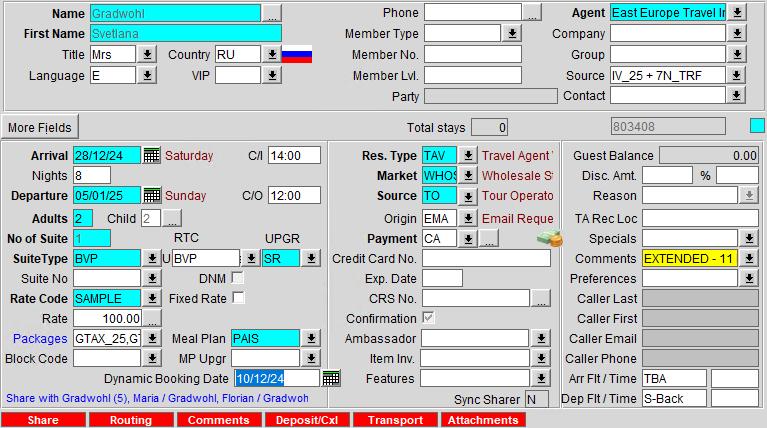 Name Gradwohl ... Phone ... Agent East Europe Travel
First Name Svetlana Member Type Company
Title Mrs Country RU Member No. Group
Language E VIP Member Lvl. Source IV_25 + 7N_TRF
Party Contact
More Fields Total stays 0 803408
Arrival 28/12/24 Saturday C/I 14:00 Res. Type TAV Travel Agent Guest Balance 0.00
Nights 8 Market WHOS Wholesale Disc. Amt. %
Departure 05/01/25 Sunday C/O 12:00 Source TO Tour Operato Reason
Adults 2 Child 2 ... Origin EMA Email Reque TA Rec Loc
No of Suite 1 RTC UPGR Payment CA ... Specials
SuiteType BVP U BVP SR Credit Card No. Comments EXTENDED - 11
Suite No DNM Exp. Date Preferences
Rate Code SAMPLE Fixed Rate CRS No. ... Caller Last
Rate 100.00 ... Confirmation Caller First
Packages GTAX_25,GT Meal Plan PAIS Ambassador Caller Email
Block Code MP Upgr Item Inv. Caller Phone
Dynamic Booking Date 10/12/24 Features Arr Flt / Time TBA
Share with Gradwohl (5), Maria / Gradwohl, Florian / Gradwoh Sync Sharer N Dep Flt / Time S-Back
Share Routing Comments Deposit/Cxl Transport Attachments